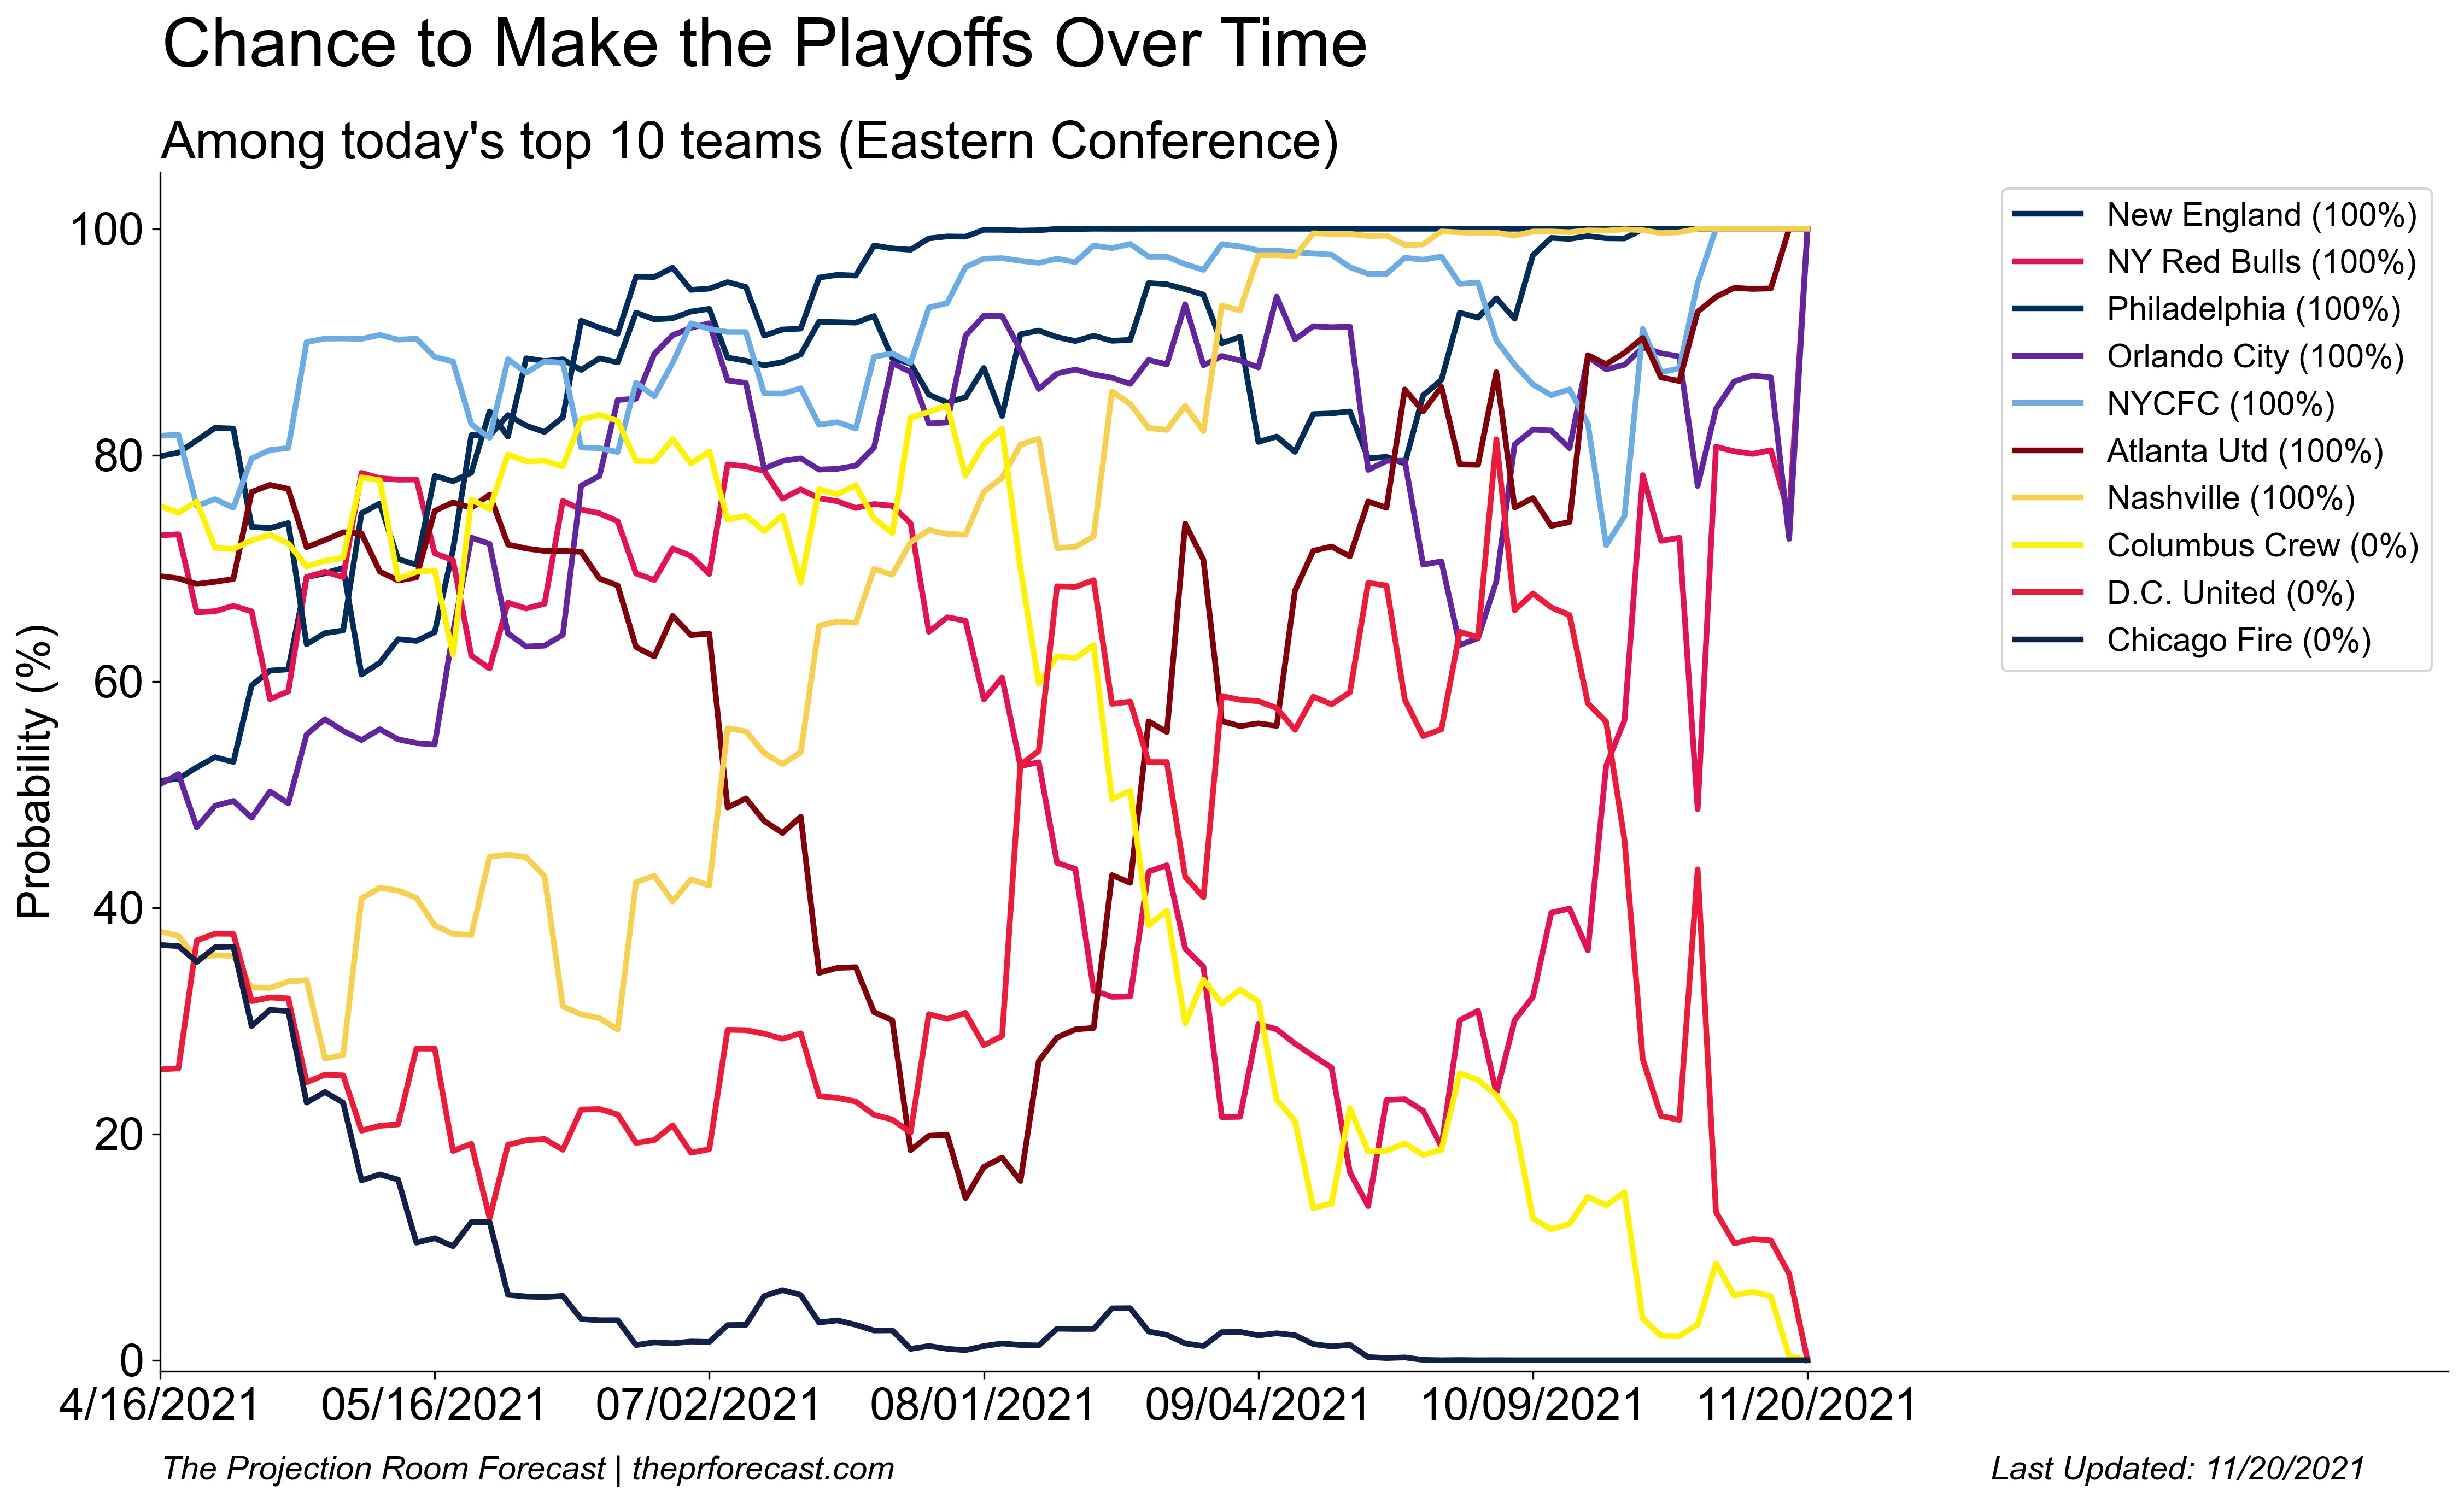 Chance to Make the Playoffs Over Time
Among today's top 10 teams (Eastern Conference)
Probability (%)
100
80
60
40
20
0
4/16/2021 05/16/2021 07/02/2021 08/01/2021 09/04/2021 10/09/2021 11/20/2021
New England (100%)
NY Red Bulls (100%)
Philadelphia (100%)
Orlando City (100%)
NYCFC (100%)
Atlanta Utd (100%)
Nashville (100%)
Columbus Crew (0%)
D.C. United (0%)
Chicago Fire (0%)
The Projection Room Forecast | theprforecast.com
Last Updated: 11/20/2021